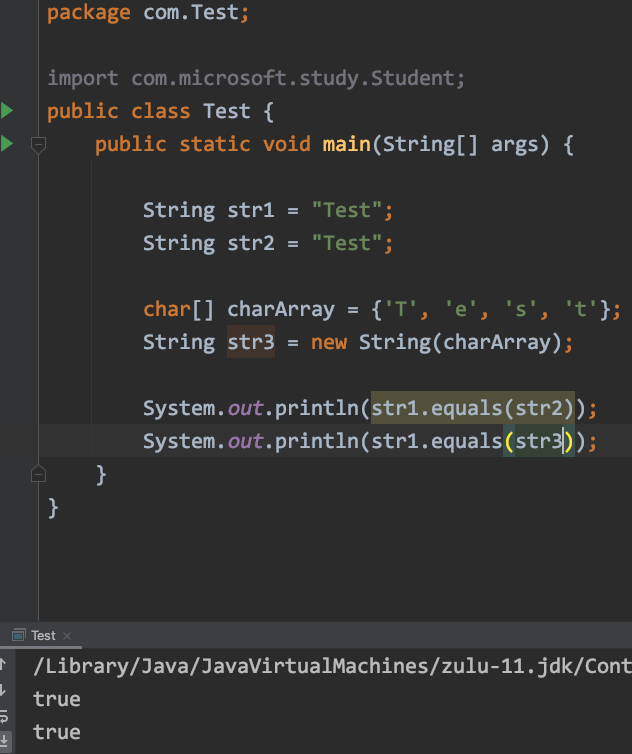 package com.Test;
import com.microsoft.study.Student;
public class Test {
public static void main(String[] args) {
String str1 = "Test";
String str2 = "Test";
char[] charArray = {'T', 'e', 's', 't'};
String str3 = new String(charArray);
System.out.println(str1.equals(str2));
System.out.println(str1.equals(str3));
}
}
Test
/Library/Java/JavaVirtualMachines/zulu-11.jdk/Cont
true
true